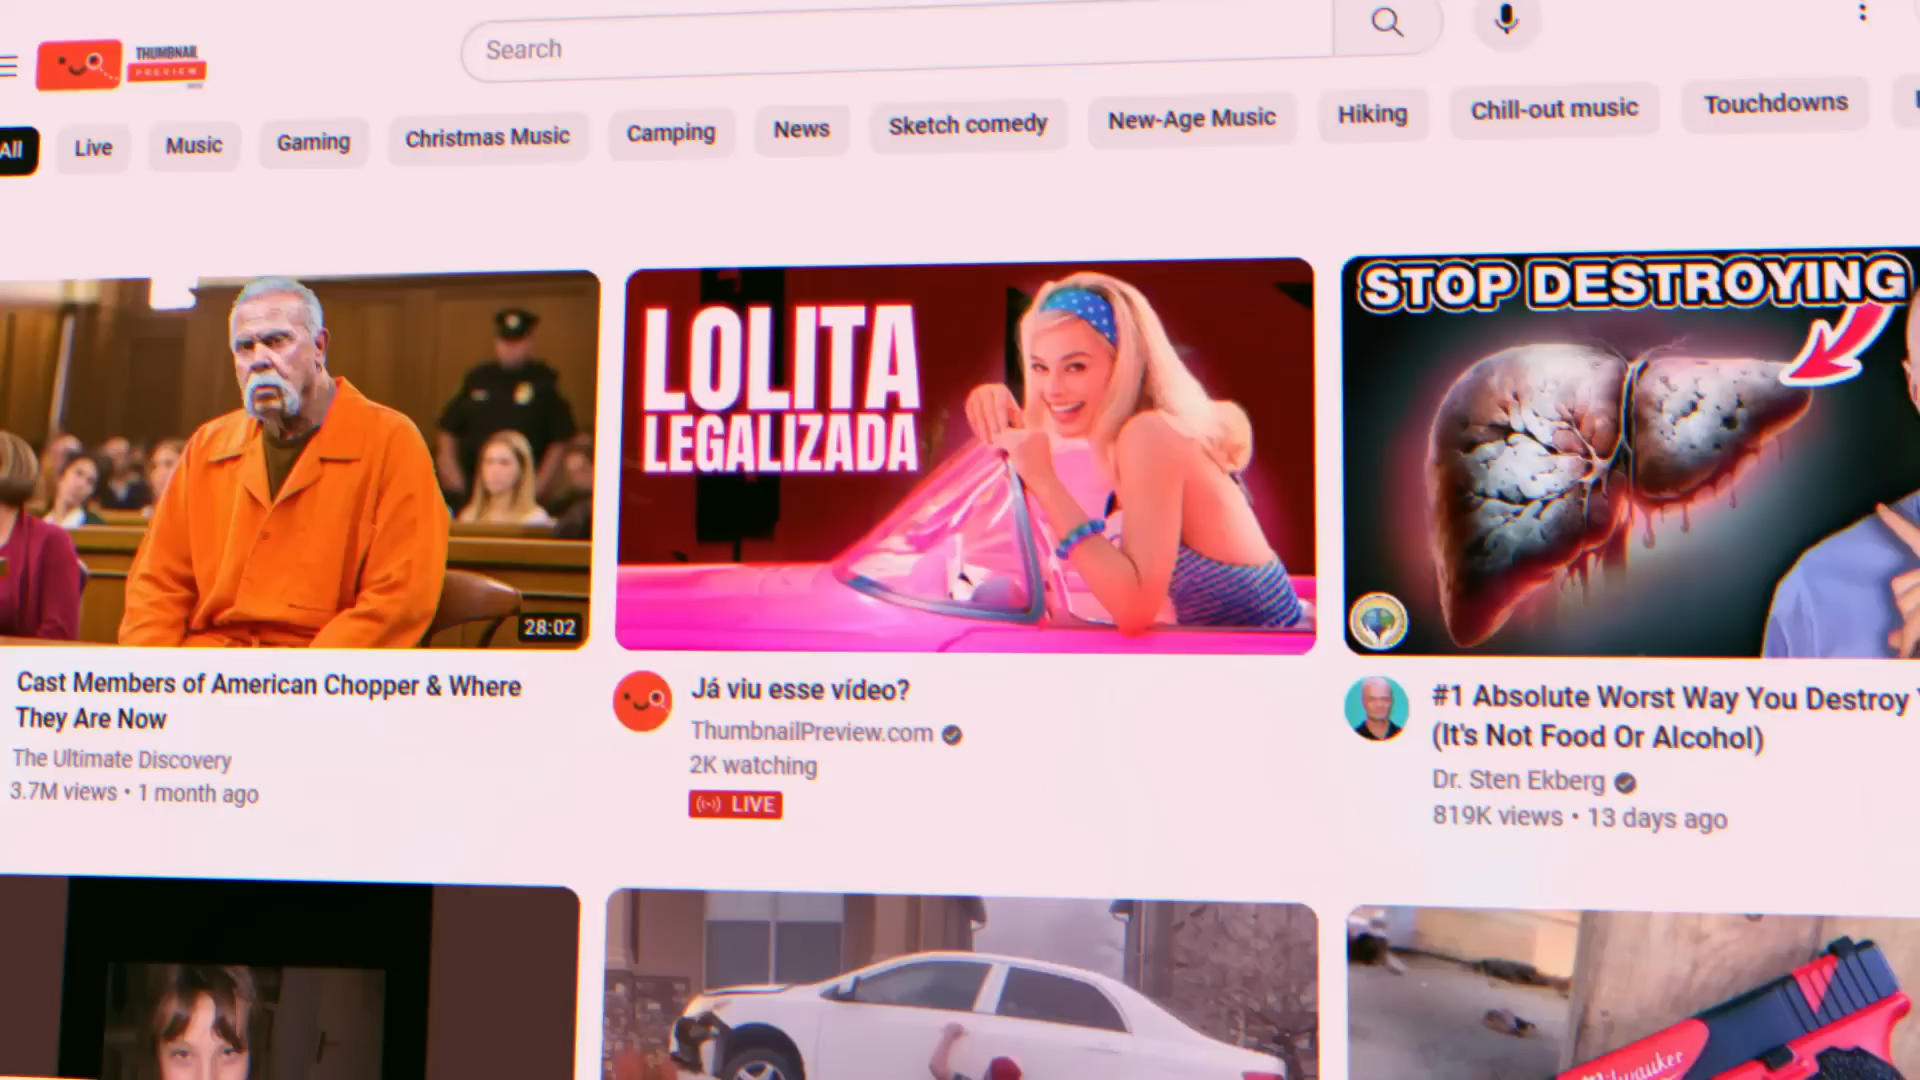 THUMBNAIL
PREVIEW
Search
All
Live
Music
Gaming
Christmas Music
Camping
News
Sketch comedy
New-Age Music
Hiking
Chill-out music
Touchdowns
28:02
LOLITA
LEGALIZADA
STOP DESTROYING
Cast Members of American Chopper & Where
They Are Now
The Ultimate Discovery
3.7M views • 1 month ago
Já viu esse vídeo?
ThumbnailPreview.com
2K watching
LIVE
#1 Absolute Worst Way You Destroy
(It's Not Food Or Alcohol)
Dr. Sten Ekberg
819K views • 13 days ago
Milwaukee